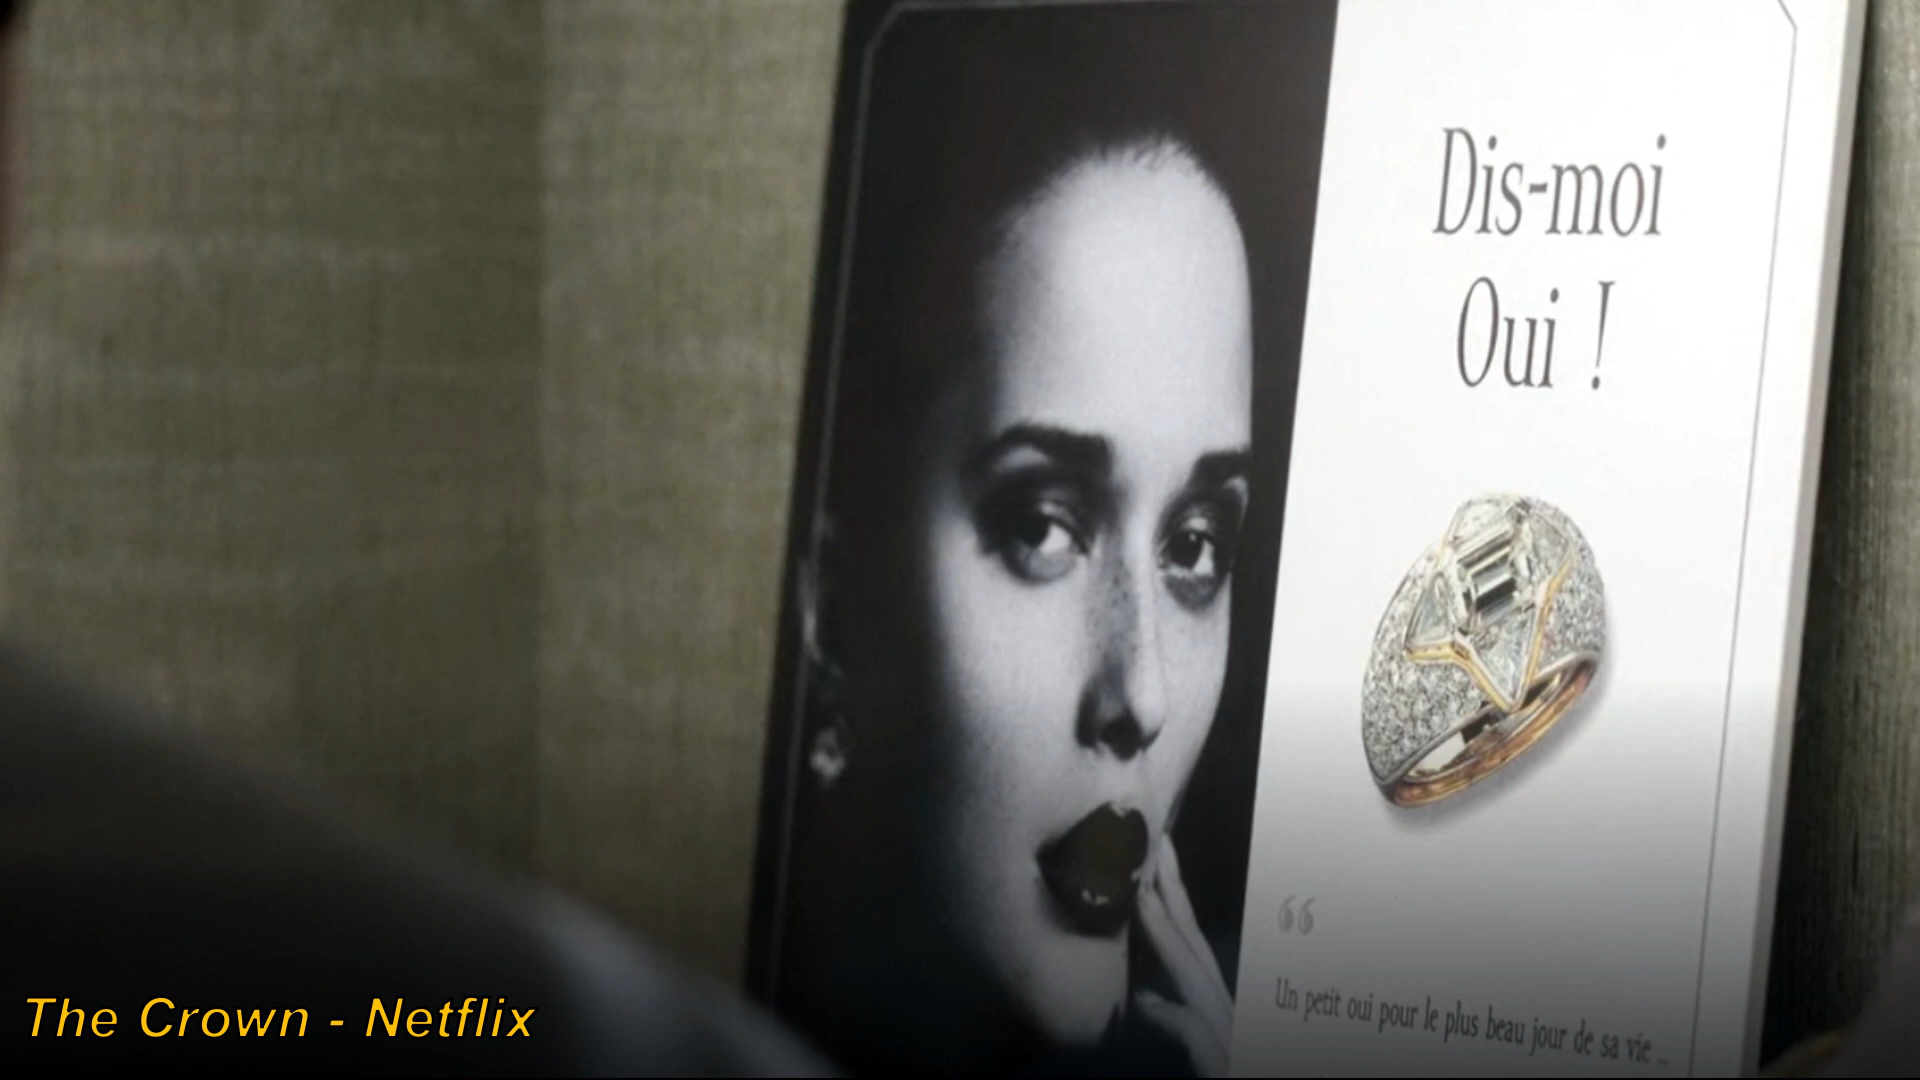 Dis-moi
Oui !
“
Un petit oui pour le plus beau jour de sa vie ...
The Crown - Netflix